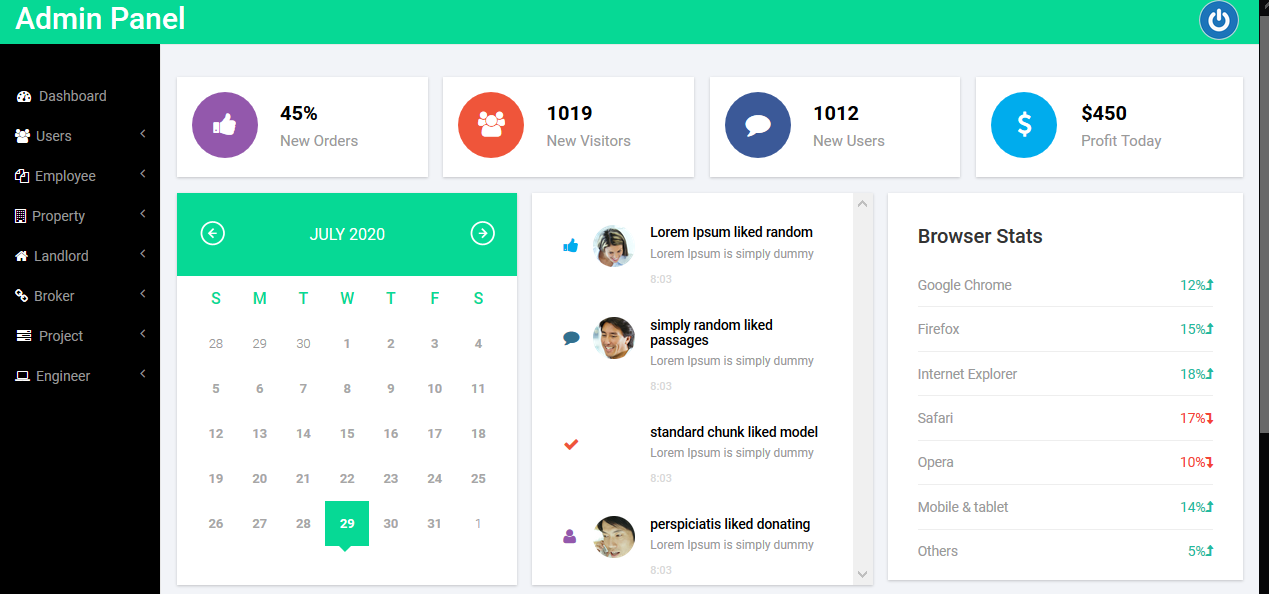 Admin Panel
Dashboard
Users
Employee
Property
Landlord
Broker
Project
Engineer
45%
New Orders
1019
New Visitors
1012
New Users
$450
Profit Today
JULY 2020
S M T W T F S
28 29 30 1 2 3 4
5 6 7 8 9 10 11
12 13 14 15 16 17 18
19 20 21 22 23 24 25
26 27 28 29 30 31 1
Lorem Ipsum liked random
Lorem Ipsum is simply dummy
8:03
simply random liked
passages
Lorem Ipsum is simply dummy
8:03
standard chunk liked model
Lorem Ipsum is simply dummy
8:03
perspiciatis liked donating
Lorem Ipsum is simply dummy
8:03
Browser Stats
Google Chrome 12%
Firefox 15%
Internet Explorer 18%
Safari 17%
Opera 10%
Mobile & tablet 14%
Others 5%